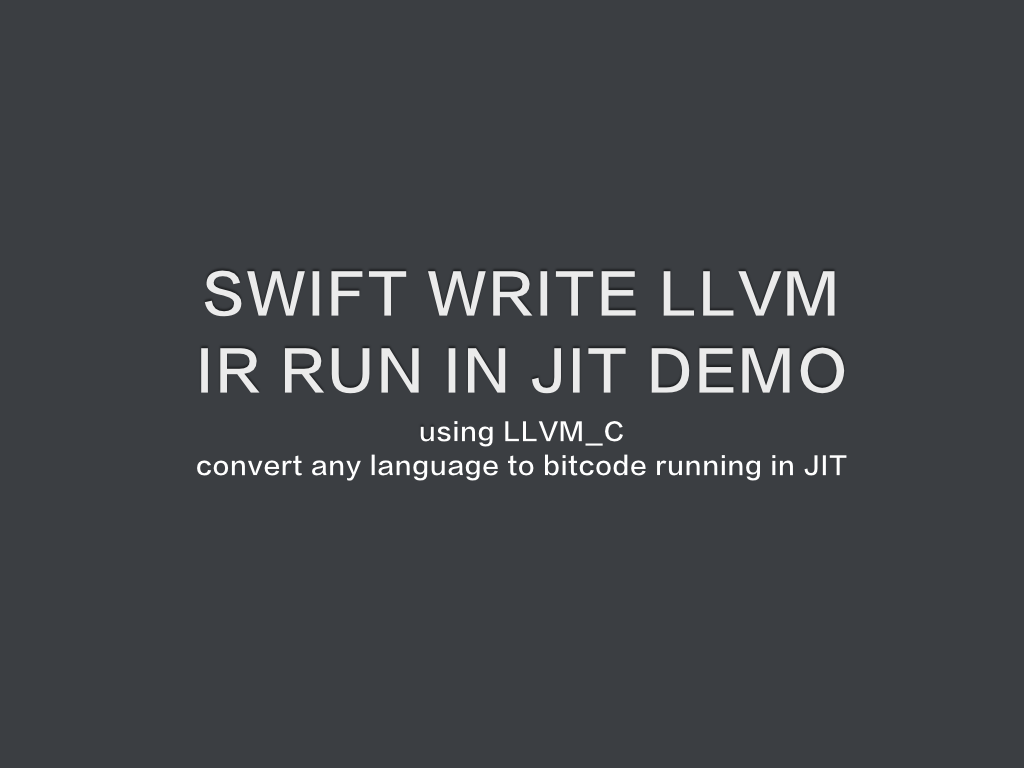 SWIFT WRITE LLVM
IR RUN IN JIT DEMO
using LLVM_C
convert any language to bitcode running in JIT